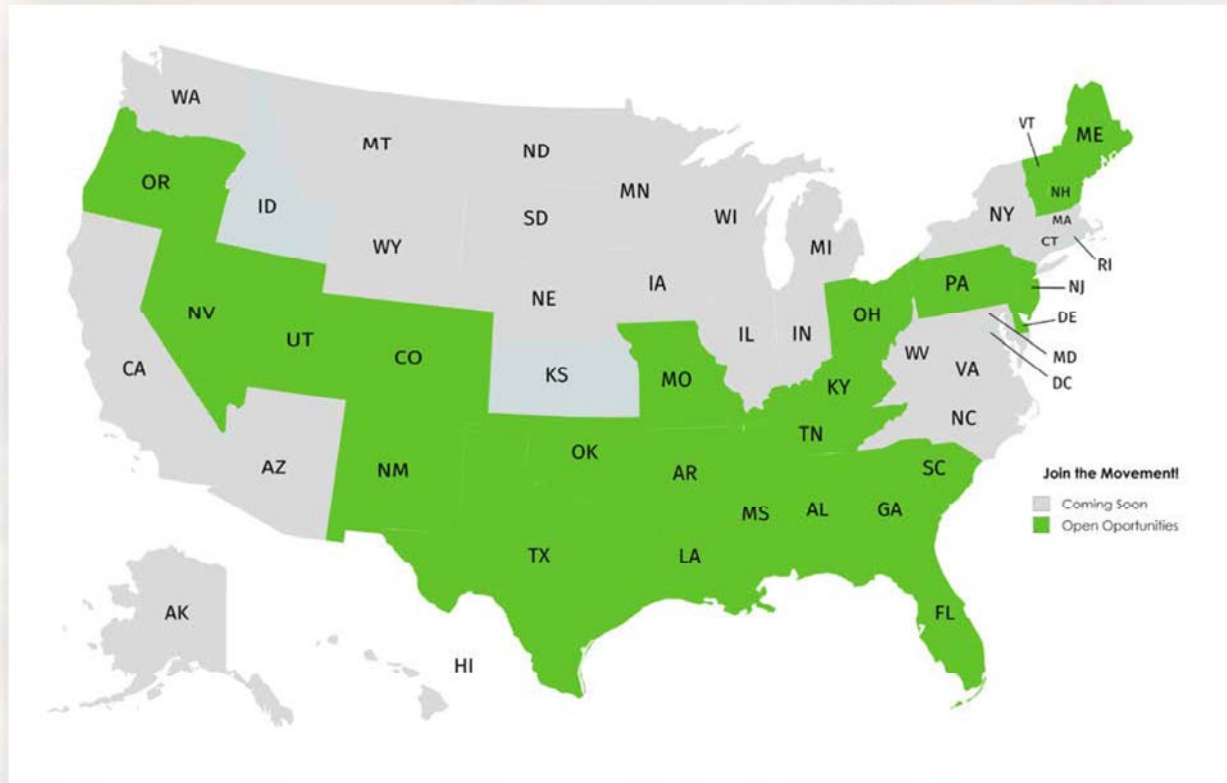 WA
MT
ND
MN
VT
ME
OR
ID
SD
WI
MI
NY
NH
MA
CT
RI
WY
NE
IA
PA
NJ
NV
UT
CO
KS
MO
IL
IN
OH
DE
MD
DC
WV
VA
KY
CA
NC
TN
AZ
NM
OK
AR
SC
MS
AL
GA
TX
LA
FL
AK
HI
Join the Movement!
Coming Soon
Open Oportunities